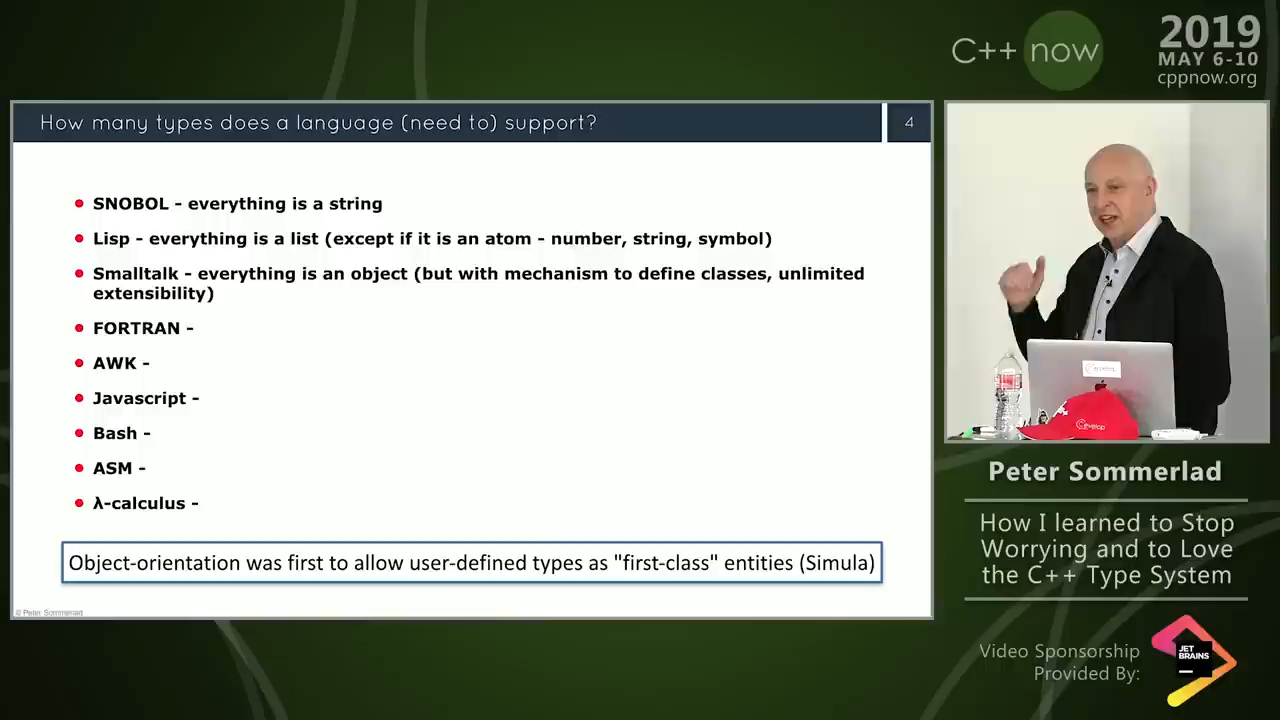 C++ now
2019
MAY 6-10
cppnow.org
How many types does a language (need to) support?
4
SNOBOL - everything is a string
Lisp - everything is a list (except if it is an atom - number, string, symbol)
Smalltalk - everything is an object (but with mechanism to define classes, unlimited
extensibility)
FORTRAN -
AWK -
Javascript -
Bash -
ASM -
λ-calculus -
Object-orientation was first to allow user-defined types as "first-class" entities (Simula)
© Peter Sommerlad
Peter Sommerlad
How I learned to Stop
Worrying and to Love
the C++ Type System
Video Sponsorship
Provided By:
JET
BRAINS